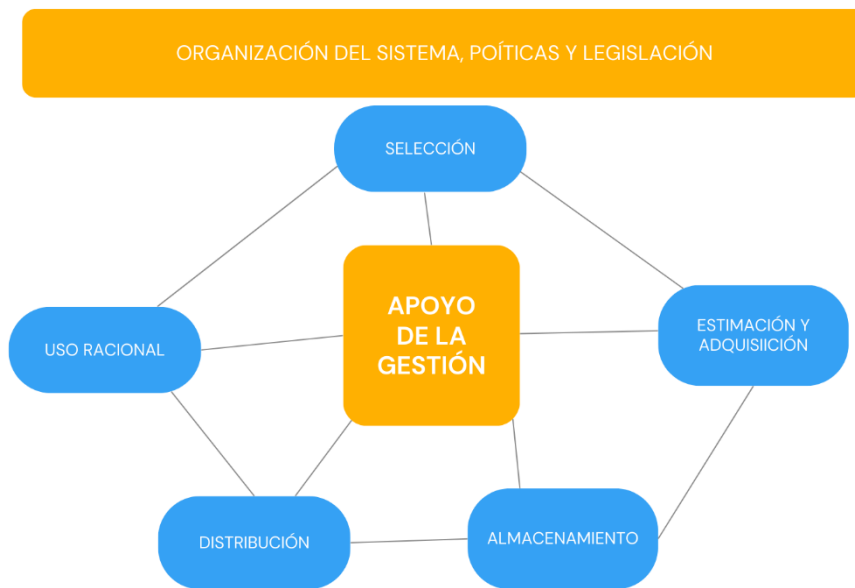 ORGANIZACIÓN DEL SISTEMA, POÍTICAS Y LEGISLACIÓN
SELECCIÓN
APOYO
DE LA
GESTIÓN
ESTIMACIÓN Y
ADQUISIICIÓN
USO RACIONAL
DISTRIBUCIÓN
ALMACENAMIENTO